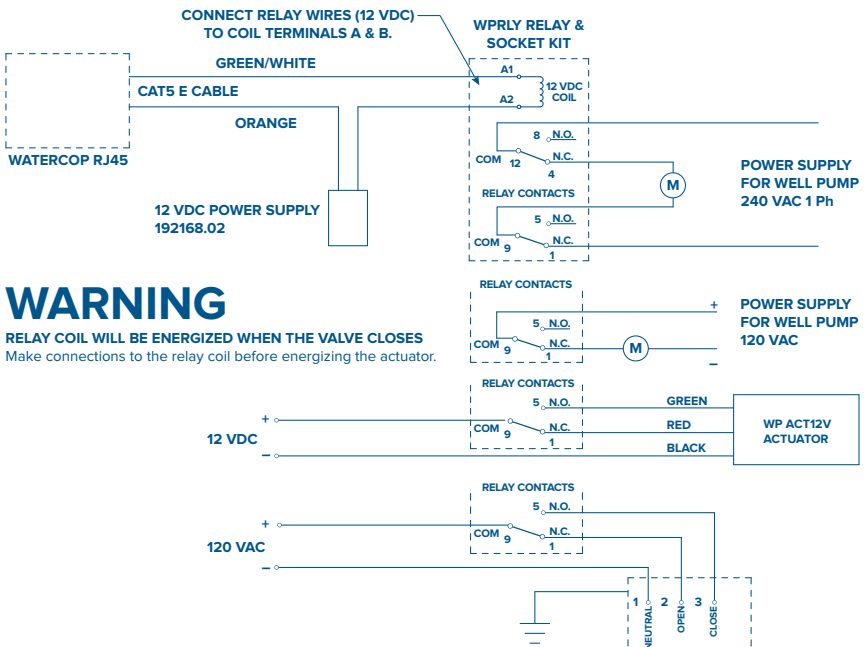 CONNECT RELAY WIRES (12 VDC)
TO COIL TERMINALS A & B.
WPRLY RELAY &
SOCKET KIT
GREEN/WHITE
CAT5 E CABLE
ORANGE
WATERCOP RJ45
12 VDC POWER SUPPLY
192168.02
A1
A2
12 VDC
COIL
8 N.O.
COM 12
N.C.
4
M
RELAY CONTACTS
5 N.O.
COM 9
N.C.
1
POWER SUPPLY
FOR WELL PUMP
240 VAC 1 Ph
WARNING
RELAY COIL WILL BE ENERGIZED WHEN THE VALVE CLOSES
Make connections to the relay coil before energizing the actuator.
RELAY CONTACTS
5 N.O.
COM 9
N.C.
1
M
+
–
POWER SUPPLY
FOR WELL PUMP
120 VAC
RELAY CONTACTS
+
12 VDC
–
5 N.O.
COM 9
N.C.
1
GREEN
RED
BLACK
WP ACT12V
ACTUATOR
RELAY CONTACTS
+
120 VAC
–
5 N.O.
COM 9
N.C.
1
1 2 3
NEUTRAL
OPEN
CLOSE